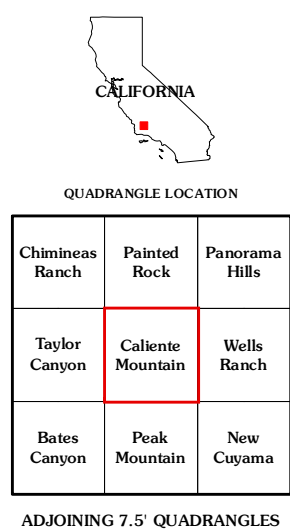 CALIFORNIA
QUADRANGLE LOCATION
Chimineas
Ranch
Painted
Rock
Panorama
Hills
Taylor
Canyon
Caliente
Mountain
Wells
Ranch
Bates
Canyon
Peak
Mountain
New
Cuyama
ADJOINING 7.5' QUADRANGLES